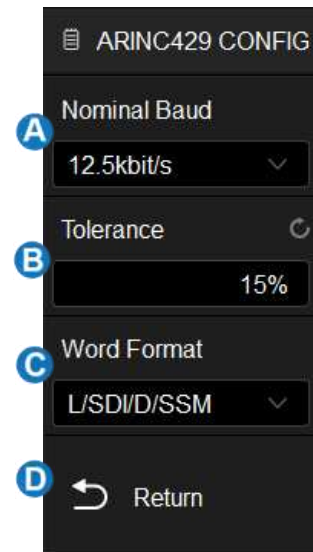 ARINC429 CONFIG
Nominal Baud
A
12.5kbit/s
Tolerance
B
15%
Word Format
C
L/SDI/D/SSM
D
Return